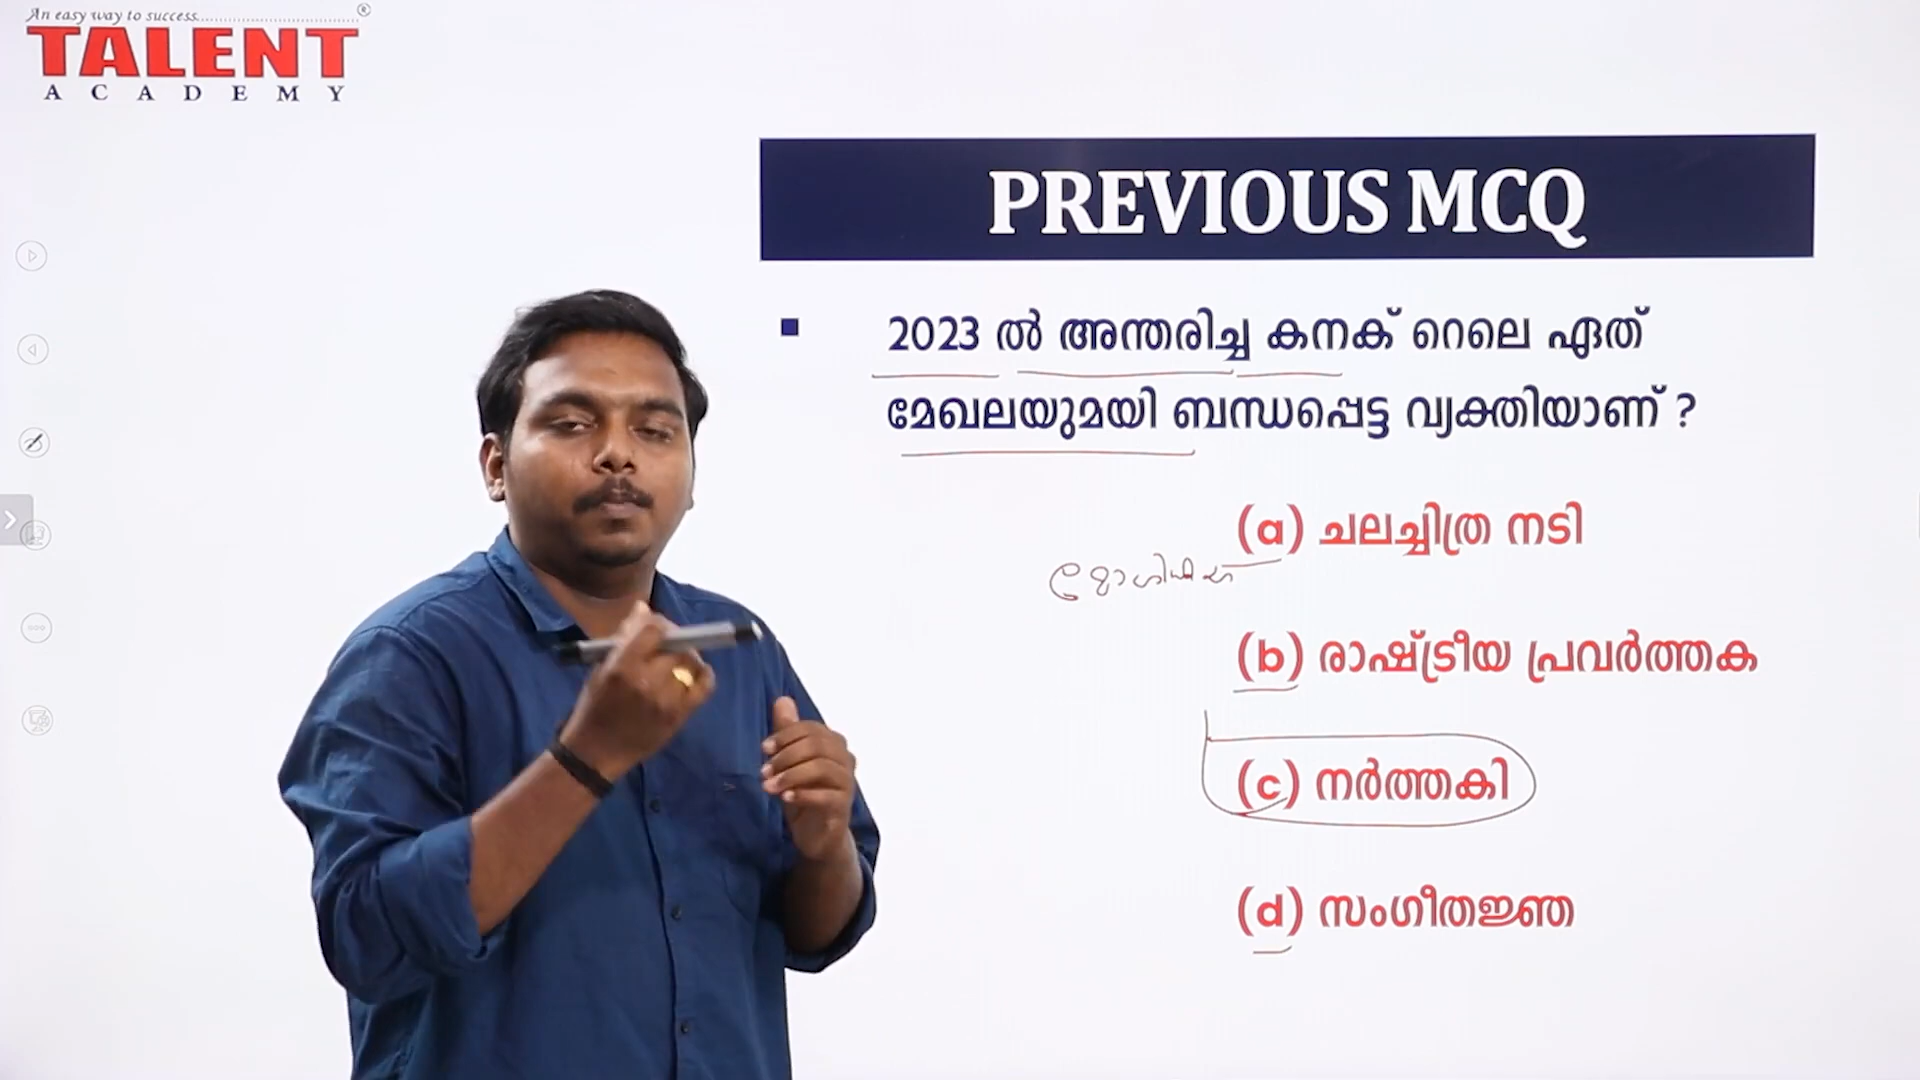 An easy way to success
TALENT
ACADEMY
PREVIOUS MCQ
2023 ൽ അന്തരിച്ച കനക് റെലെ ഏത്
മേഖലയുമയി ബന്ധപ്പെട്ട വ്യക്തിയാണ് ?
(a) ചലച്ചിത്ര നടി
(b) രാഷ്ട്രീയ പ്രവർത്തക
(c) നർത്തകി
(d) സംഗീതജ്ഞ